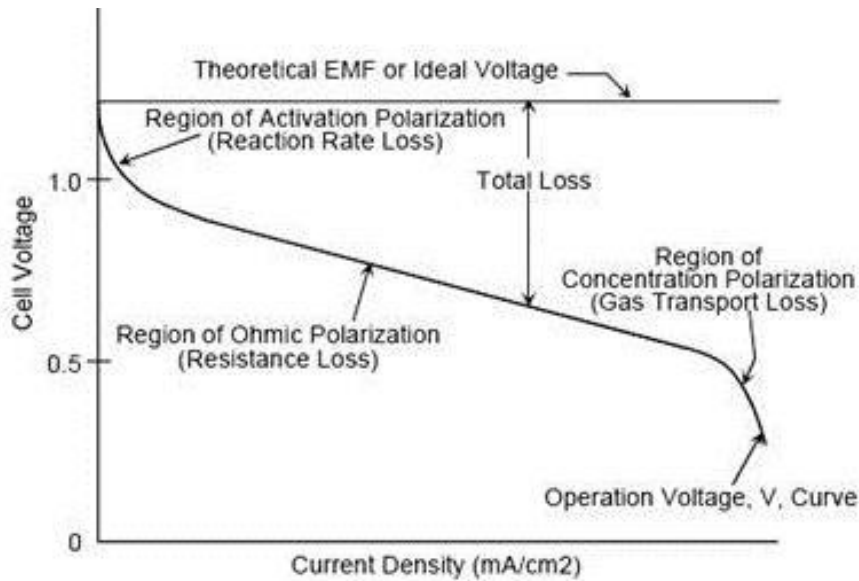 Theoretical EMF or Ideal Voltage
Region of Activation Polarization
(Reaction Rate Loss)
1.0
Total Loss
Cell Voltage
Region of
Concentration Polarization
(Gas Transport Loss)
Region of Ohmic Polarization
(Resistance Loss)
0.5
Operation Voltage, V, Curve
0
Current Density (mA/cm2)